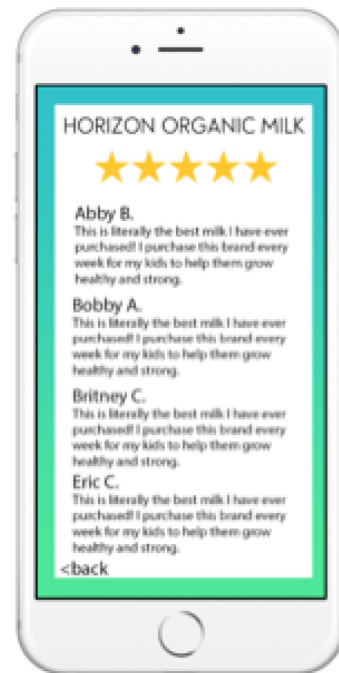 HORIZON ORGANIC MILK
Abby B.
This is literally the best milk I have ever
purchased! I purchase this brand every
week for my kids to help them grow
healthy and strong.
Bobby A.
This is literally the best milk I have ever
purchased! I purchase this brand every
week for my kids to help them grow
healthy and strong.
Britney C.
This is literally the best milk I have ever
purchased! I purchase this brand every
week for my kids to help them grow
healthy and strong.
Eric C.
This is literally the best milk I have ever
purchased! I purchase this brand every
week for my kids to help them grow
healthy and strong.
<back